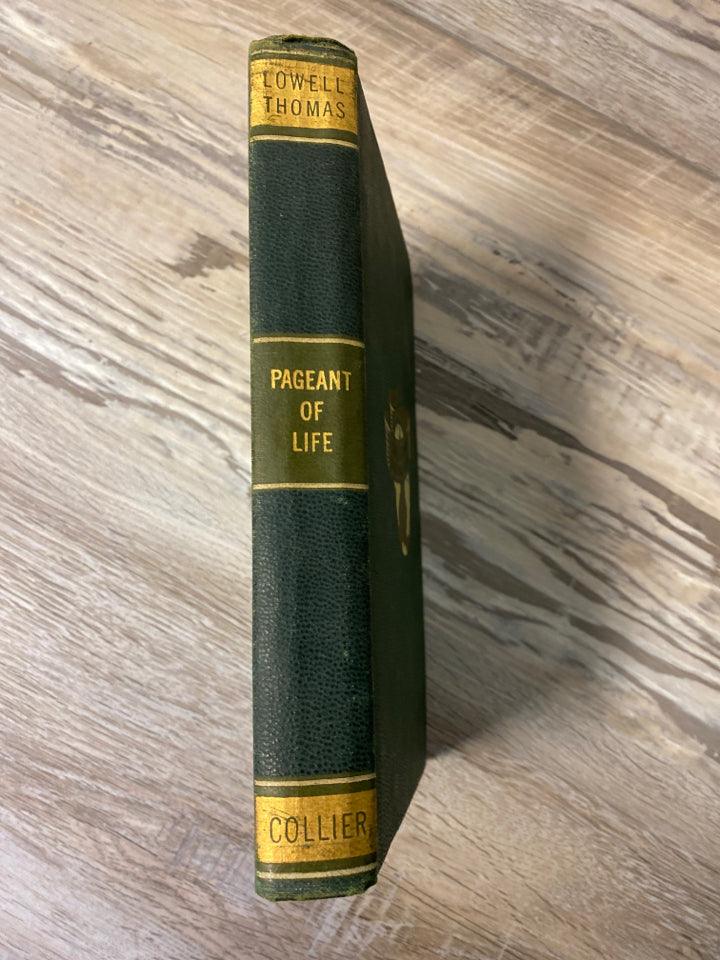 LOWELL
THOMAS
PAGEANT
OF
LIFE
COLLIER